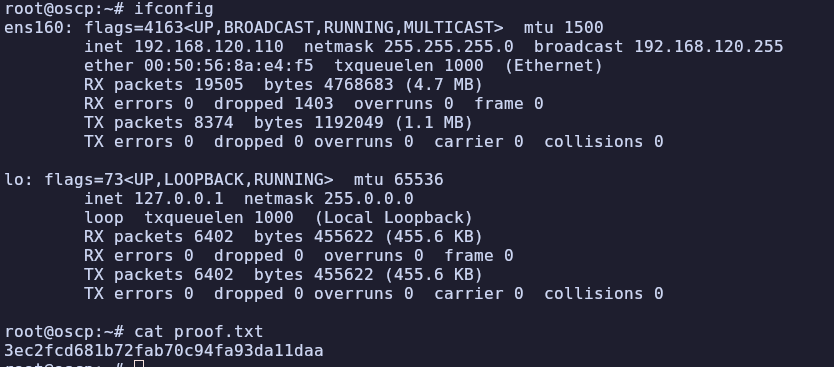 root@oscp:~# ifconfig
ens160: flags=4163<UP,BROADCAST,RUNNING,MULTICAST>  mtu 1500
        inet 192.168.120.110  netmask 255.255.255.0  broadcast 192.168.120.255
        ether 00:50:56:8a:e4:f5  txqueuelen 1000  (Ethernet)
        RX packets 19505  bytes 4768683 (4.7 MB)
        RX errors 0  dropped 1403  overruns 0  frame 0
        TX packets 8374  bytes 1192049 (1.1 MB)
        TX errors 0  dropped 0 overruns 0  carrier 0  collisions 0

lo: flags=73<UP,LOOPBACK,RUNNING>  mtu 65536
        inet 127.0.0.1  netmask 255.0.0.0
        loop  txqueuelen 1000  (Local Loopback)
        RX packets 6402  bytes 455622 (455.6 KB)
        RX errors 0  dropped 0  overruns 0  frame 0
        TX packets 6402  bytes 455622 (455.6 KB)
        TX errors 0  dropped 0 overruns 0  carrier 0  collisions 0

root@oscp:~# cat proof.txt
3ec2fcd681b72fab70c94fa93da11daa
root@oscp:~#